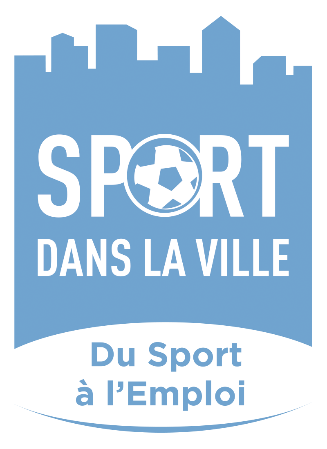 SPORT
DANS LA VILLE
Du Sport
à l'Emploi